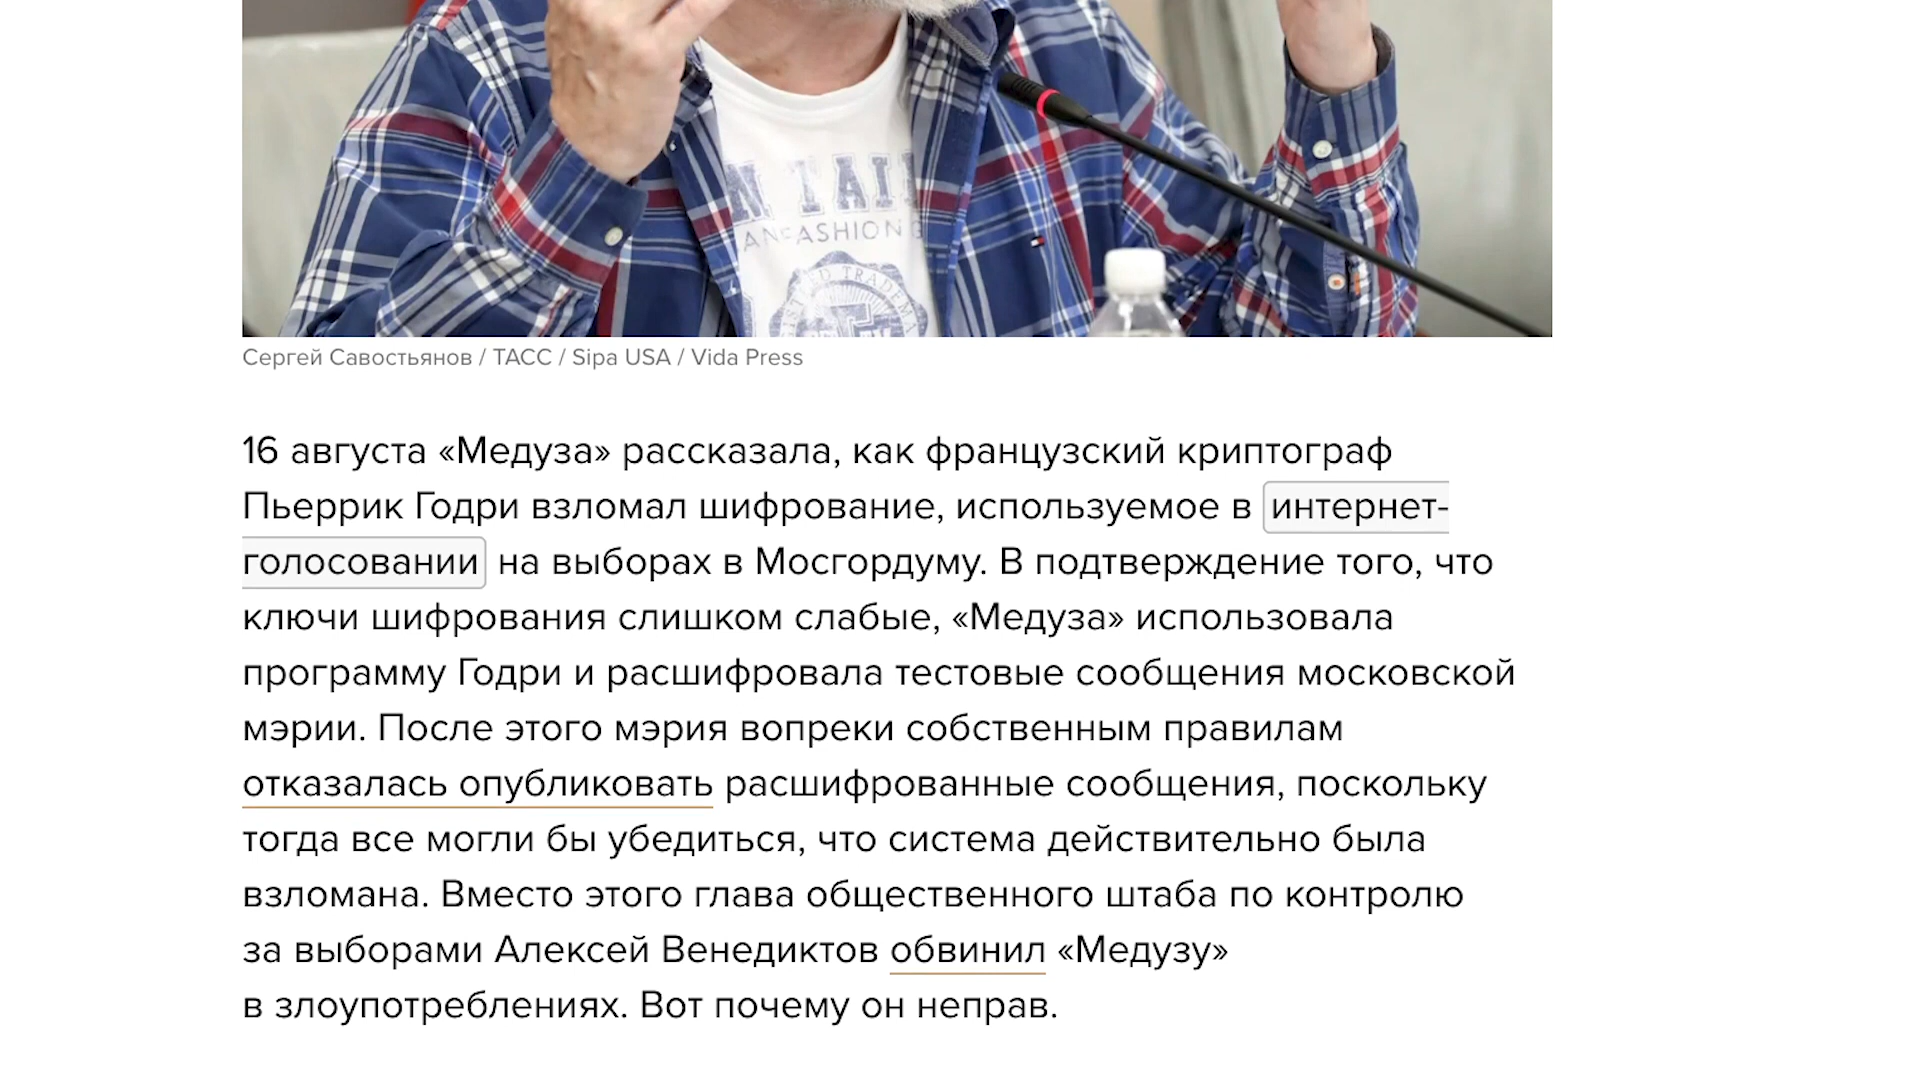 TAI
FASHION
TRADEM
Сергей Савостьянов / ТАСС / Sipa USA / Vida Press
16 августа «Медуза» рассказала, как французский криптограф
Пьеррик Годри взломал шифрование, используемое в интернет-
голосовании на выборах в Мосгордуму. В подтверждение того, что
ключи шифрования слишком слабые, «Медуза» использовала
программу Годри и расшифровала тестовые сообщения московской
мэрии. После этого мэрия вопреки собственным правилам
отказалась опубликовать расшифрованные сообщения, поскольку
тогда все могли бы убедиться, что система действительно была
взломана. Вместо этого глава общественного штаба по контролю
за выборами Алексей Венедиктов обвинил «Медузу»
в злоупотреблениях. Вот почему он неправ.